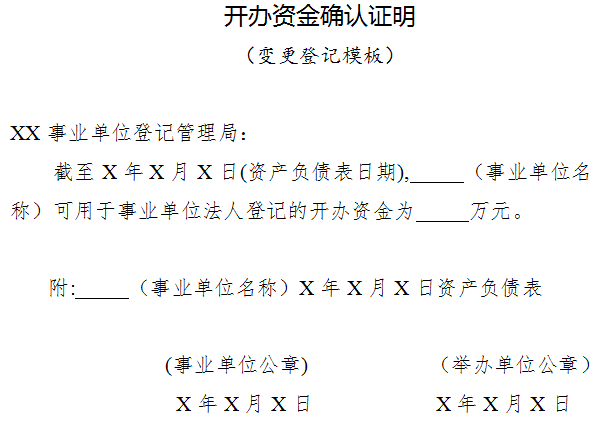 开办资金确认证明
（变更登记模板）
XX 事业单位登记管理局：
截至 X 年 X 月 X 日(资产负债表日期),_____（事业单位名
称）可用于事业单位法人登记的开办资金为_____万元。
附:_____（事业单位名称）X 年 X 月 X 日资产负债表
(事业单位公章) （举办单位公章）
X 年 X 月 X 日 X 年 X 月 X 日